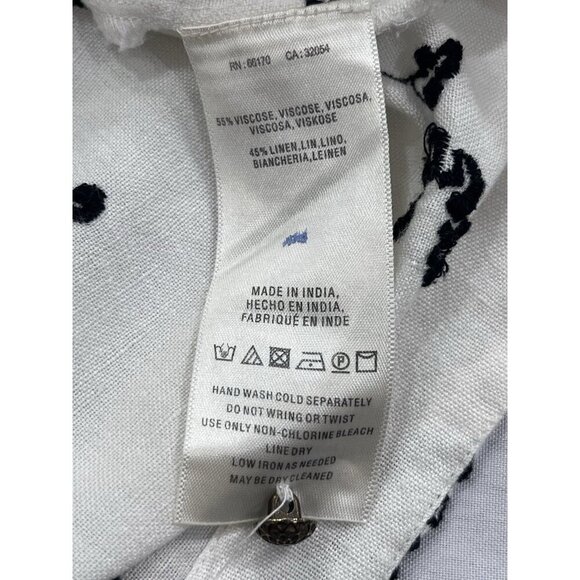 RN: 66170 CA: 32054
55% VISCOSE, VISCOSE, VISCOSA,
VISCOSA, VISKOSE
45% LINEN, LIN, LINO,
BIANCHERIA, LEINEN
MADE IN INDIA,
HECHO EN INDIA,
FABRIQUÉ EN INDE
P
HAND WASH COLD SEPARATELY
DO NOT WRING OR TWIST
USE ONLY NON-CHLORINE BLEACH
LINE DRY
LOW IRON AS NEEDED
MAY BE DRY CLEANED